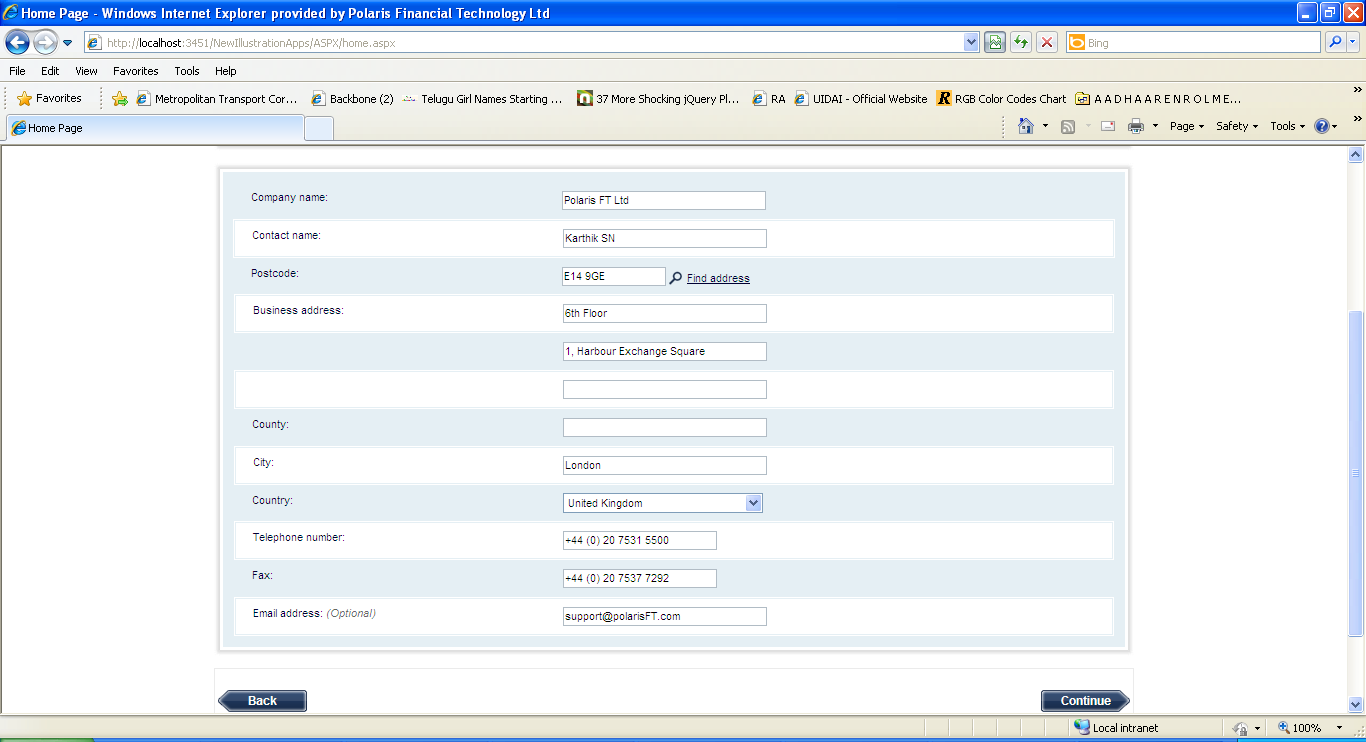 Home Page - Windows Internet Explorer provided by Polaris Financial Technology Ltd
http://localhost:3451/NewIllustrationApps/ASPX/home.aspx
Bing
File Edit View Favorites Tools Help
Favorites Metropolitan Transport Cor... Backbone (2) Telugu Girl Names Starting ... 37 More Shocking jQuery Pl... RA UIDAI - Official Website RGB Color Codes Chart A A D H A A R E N R O L M E...
Home Page Page Safety Tools
Company name: Polaris FT Ltd
Contact name: Karthik SN
Postcode: E14 9GE Find address
Business address: 6th Floor
1, Harbour Exchange Square
County:
City: London
Country: United Kingdom
Telephone number: +44 (0) 20 7531 5500
Fax: +44 (0) 20 7537 7292
Email address: (Optional) support@polarisFT.com
Back Continue
Local intranet 100%